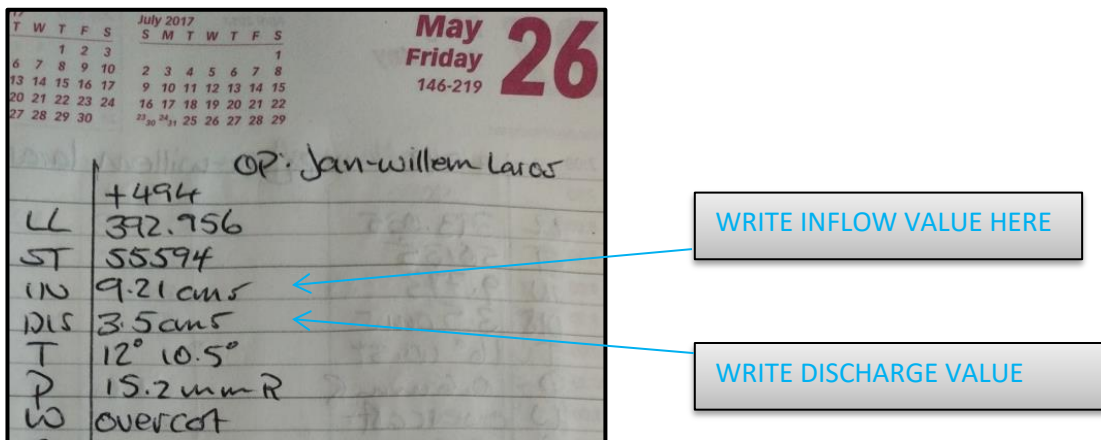 17
T W T F S
1 2 3
6 7 8 9 10
13 14 15 16 17
20 21 22 23 24
27 28 29 30
July 2017
S M T W T F S
1
2 3 4 5 6 7 8
9 10 11 12 13 14 15
16 17 18 19 20 21 22
23/30 24/31 25 26 27 28 29
May
Friday
146-219
26
OP: Jan-willem Laros
+494
LL 392.956
ST 55594
IN 9.21 cms
DIS 3.5 cms
T 12° 10.5°
P 15.2 mm R
W overcast
WRITE INFLOW VALUE HERE
WRITE DISCHARGE VALUE